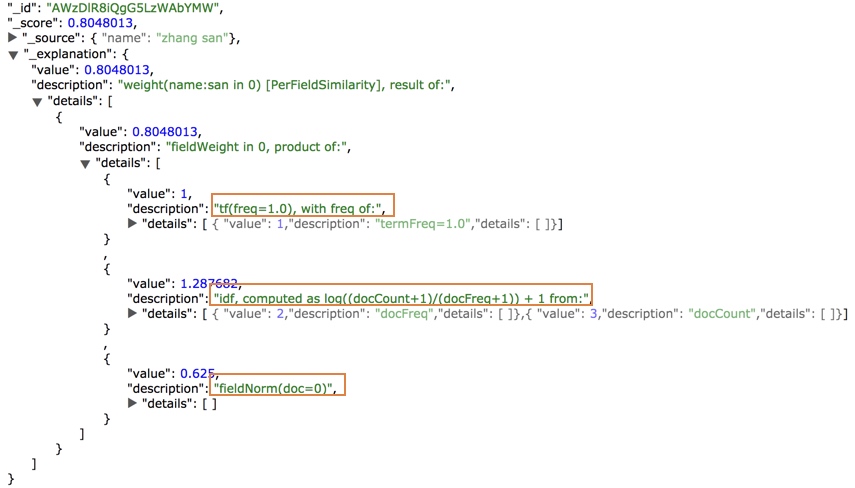 "_id": "AWzDlR8iQgG5LzWAbYMW",
"_score": 0.8048013,
"_source": { "name": "zhang san"},
"_explanation": {
"value": 0.8048013,
"description": "weight(name:san in 0) [PerFieldSimilarity], result of:",
"details": [
{
"value": 0.8048013,
"description": "fieldWeight in 0, product of:",
"details": [
{
"value": 1,
"description": "tf(freq=1.0), with freq of:",
"details": [ { "value": 1,"description": "termFreq=1.0","details": [ ]}]
}
,
{
"value": 1.287682,
"description": "idf, computed as log((docCount+1)/(docFreq+1)) + 1 from:",
"details": [ { "value": 2,"description": "docFreq","details": [ ]},{ "value": 3,"description": "docCount","details": [ ]}]
}
,
{
"value": 0.625,
"description": "fieldNorm(doc=0)",
"details": [ ]
}
]
}
]
}